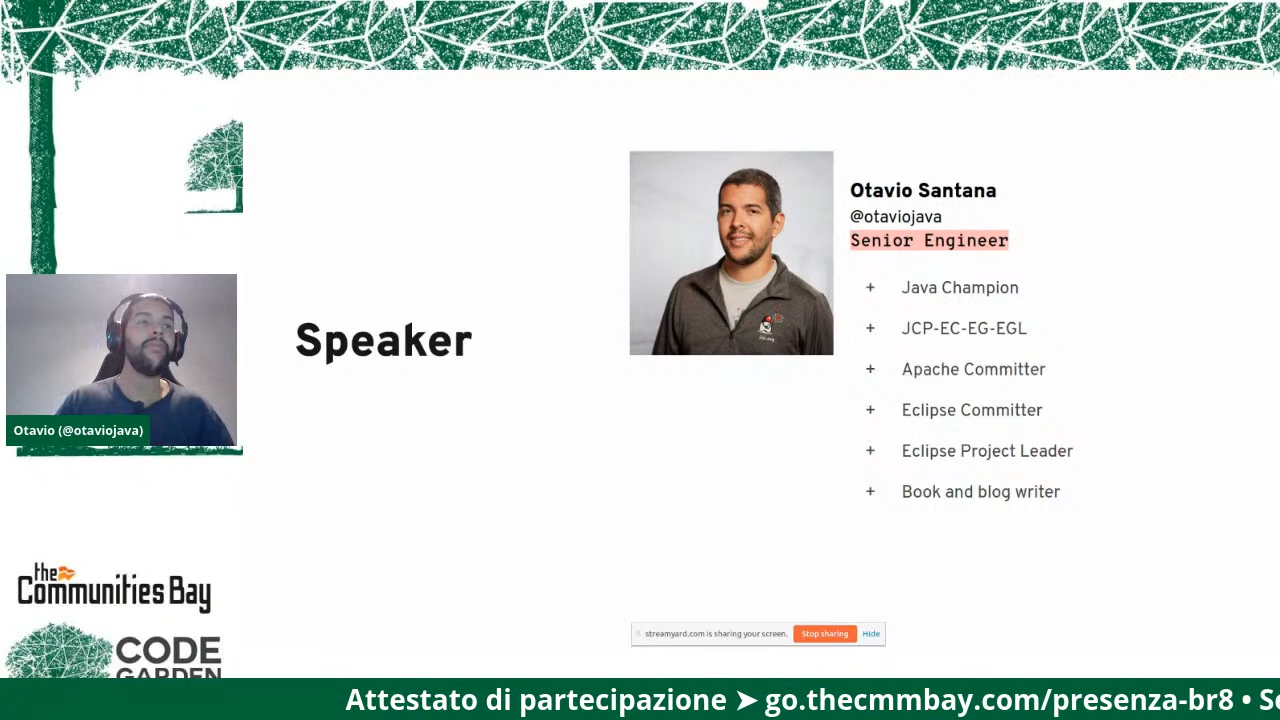 Otavio Santana
@otaviojava
Senior Engineer
+ Java Champion
+ JCP-EC-EG-EGL
+ Apache Committer
Speaker
+ Eclipse Committer
Otavio (@otaviojava)
+ Eclipse Project Leader
+ Book and blog writer
the
Communities Bay
streamyard.com is sharing your screen.
Stop sharing
Hide
CODE
GARDEN
Attestato di partecipazione ➤ go.thecmmbay.com/presenza-br8 •